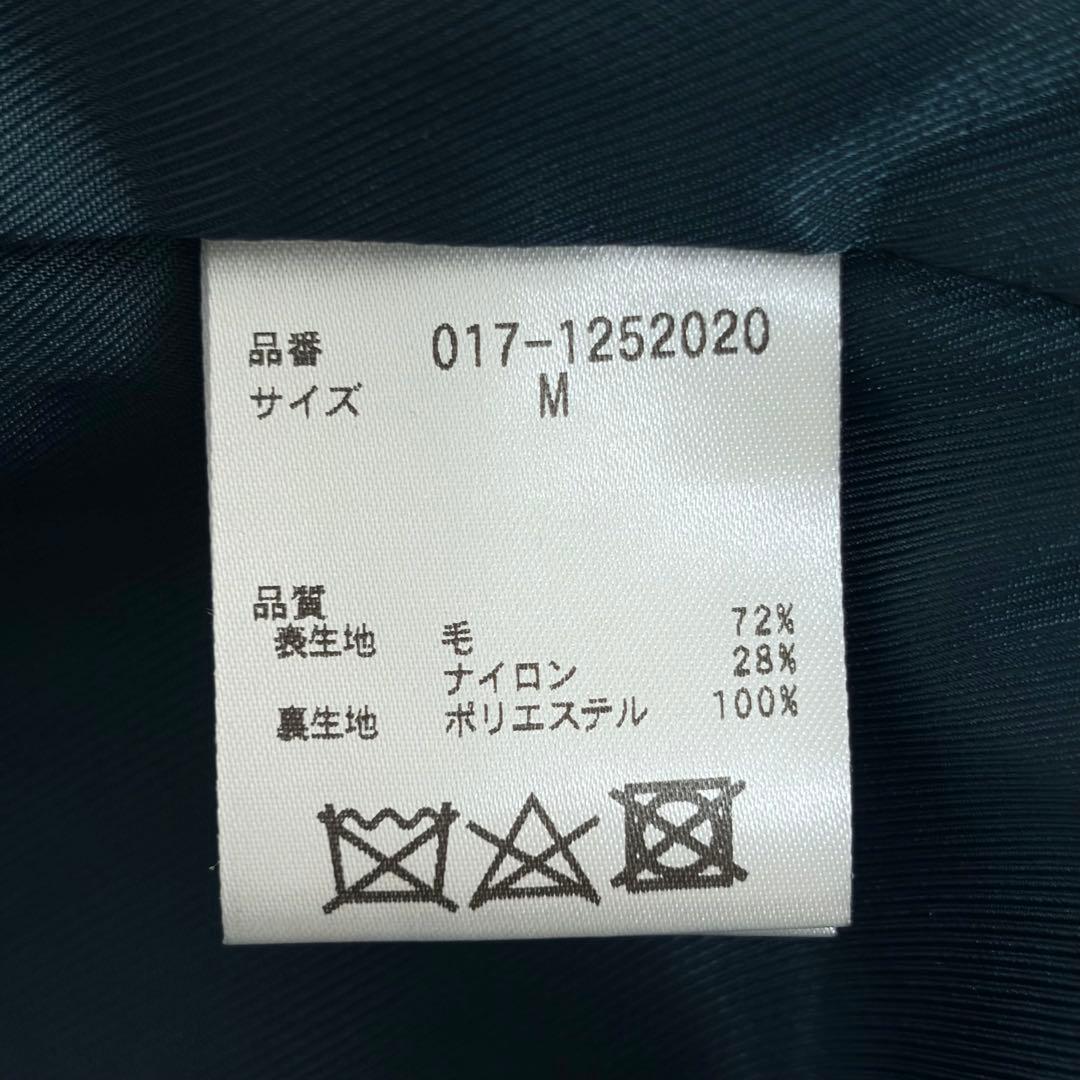 品番 017-1252020
サイズ M
品質
表生地 毛 72%
ナイロン 28%
裏生地 ポリエステル 100%